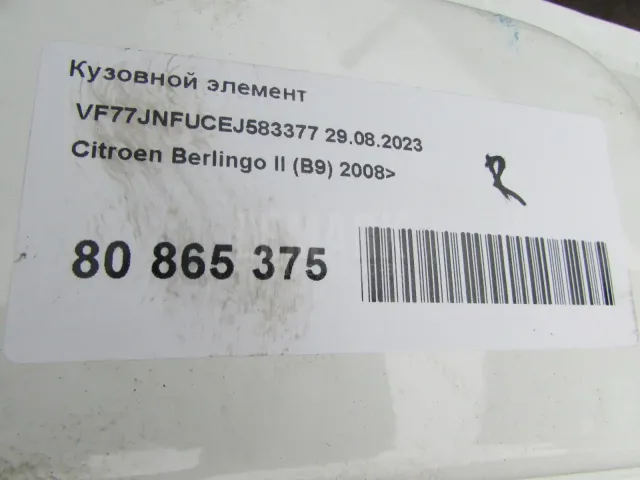 Кузовной элемент
VF77JNFUCEJ583377 29.08.2023
Citroen Berlingo II (B9) 2008>
R
80 865 375